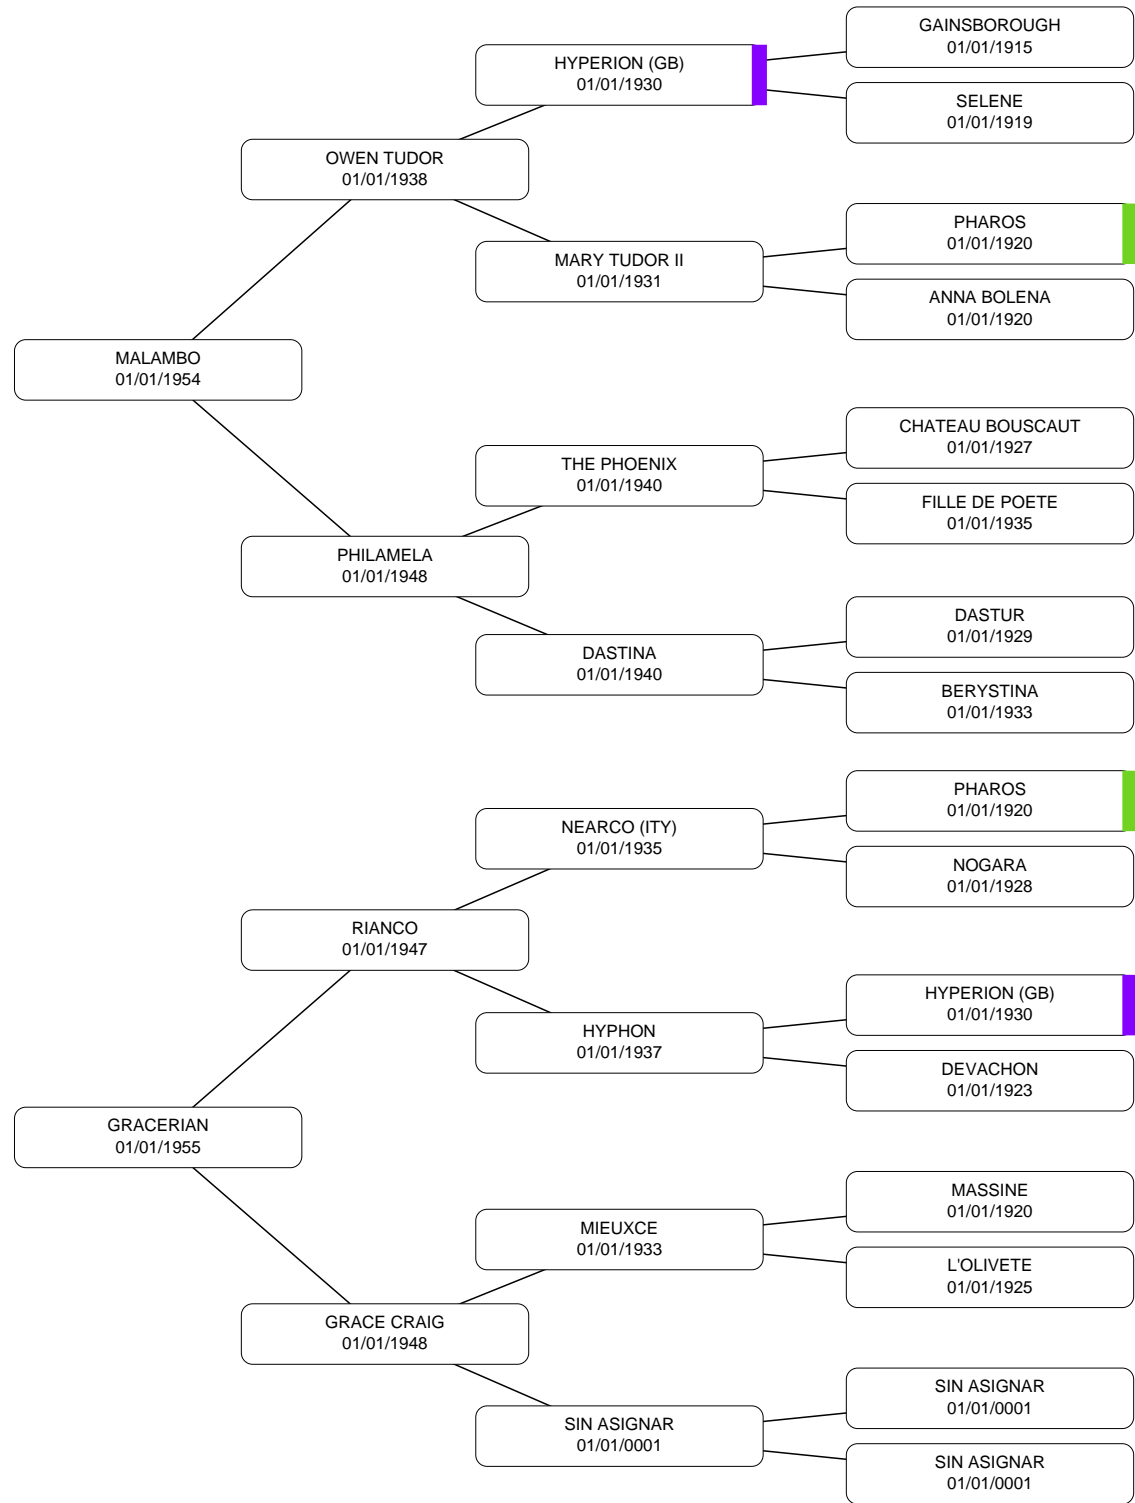 GAINSBOROUGH
01/01/1915
HYPERION (GB)
01/01/1930
SELENE
01/01/1919
OWEN TUDOR
01/01/1938
PHAROS
01/01/1920
MARY TUDOR II
01/01/1931
ANNA BOLENA
01/01/1920
MALAMBO
01/01/1954
CHATEAU BOUSCAUT
01/01/1927
THE PHOENIX
01/01/1940
FILLE DE POETE
01/01/1935
PHILAMELA
01/01/1948
DASTUR
01/01/1929
DASTINA
01/01/1940
BERYSTINA
01/01/1933
PHAROS
01/01/1920
NEARCO (ITY)
01/01/1935
NOGARA
01/01/1928
RIANCO
01/01/1947
HYPERION (GB)
01/01/1930
HYPHON
01/01/1937
DEVACHON
01/01/1923
GRACERIAN
01/01/1955
MASSINE
01/01/1920
MIEUXCE
01/01/1933
L'OLIVETE
01/01/1925
GRACE CRAIG
01/01/1948
SIN ASIGNAR
01/01/0001
SIN ASIGNAR
01/01/0001
SIN ASIGNAR
01/01/0001